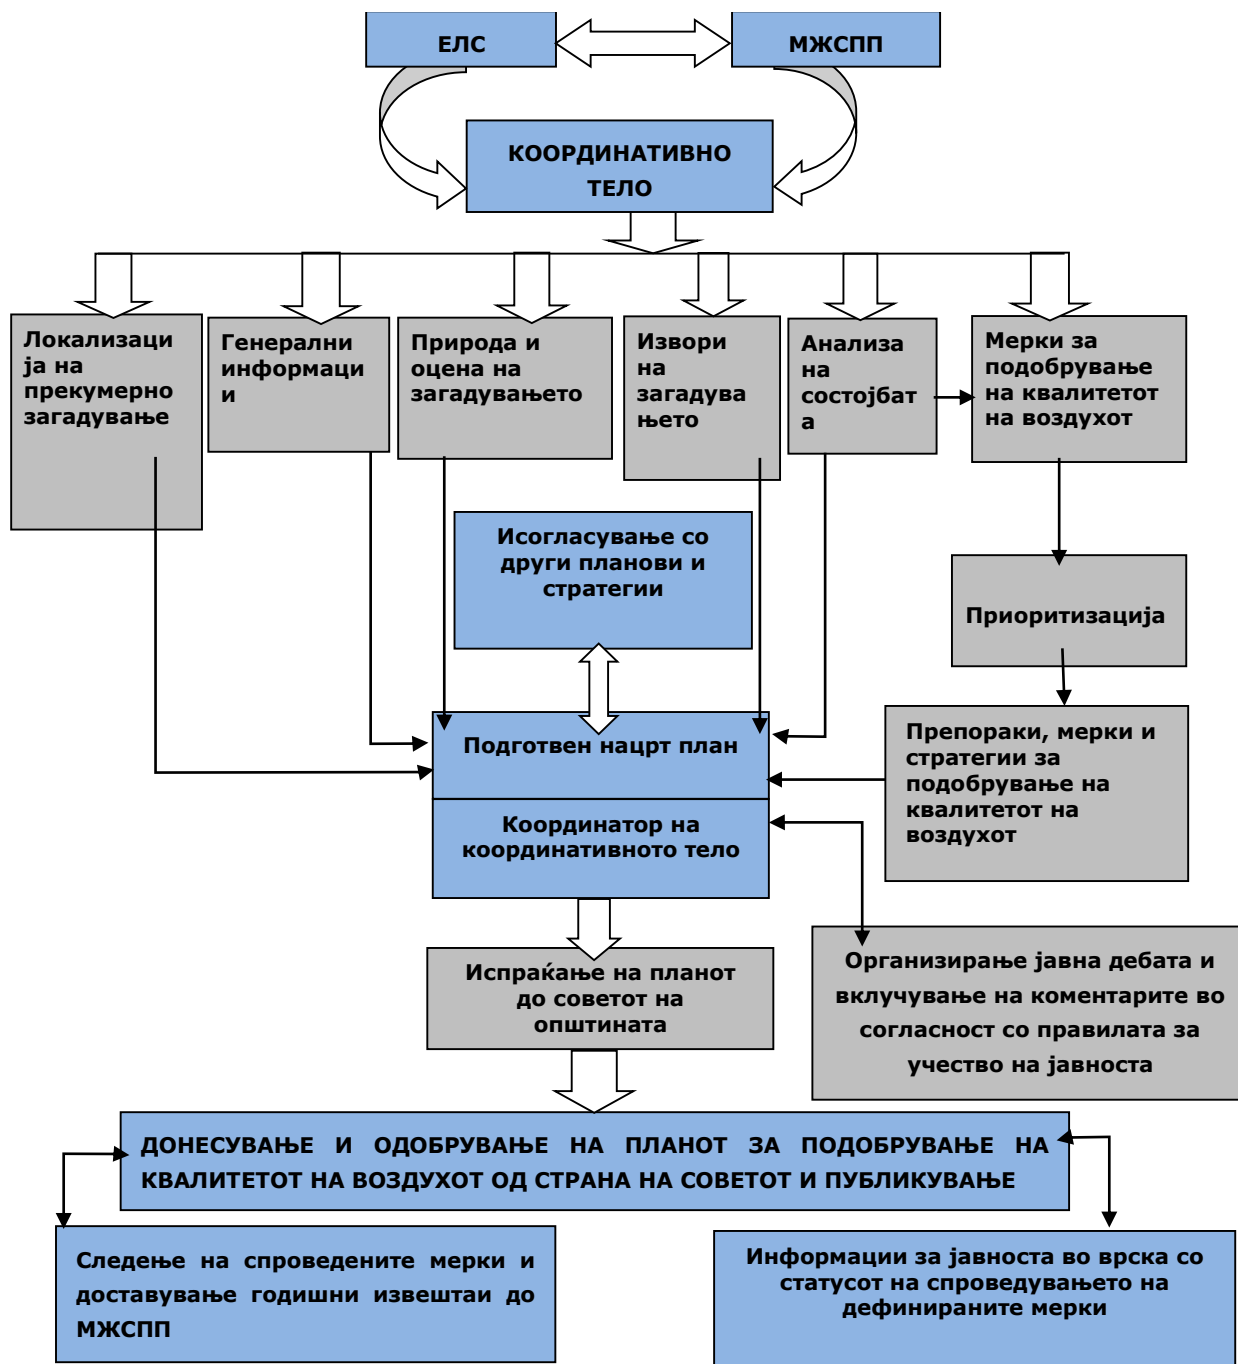 ЕЛС
МЖСПП
КООРДИНАТИВНО
ТЕЛО
Локализаци
ја на
прекумерно
загадување
Генерални
информаци
и
Природа и
оцена на
загадувањето
Извори
на
загадува
њето
Анализа
на
состојбат
а
Мерки за
подобрување
на квалитетот
на воздухот
Исогласување со
други планови и
стратегии
Приоритизација
Подготвен нацрт план
Препораки, мерки и
стратегии за
подобрување на
квалитетот на
воздухот
Координатор на
координативното тело
Организирање јавна дебата и
вклучување на коментарите во
согласност со правилата за
учество на јавноста
Испраќање на планот
до советот на
општината
ДОНЕСУВАЊЕ И ОДОБРУВАЊЕ НА ПЛАНОТ ЗА ПОДОБРУВАЊЕ НА
КВАЛИТЕТОТ НА ВОЗДУХОТ ОД СТРАНА НА СОВЕТОТ И ПУБЛИКУВАЊЕ
Следење на спроведените мерки и
доставување годишни извештаи до
МЖСПП
Информации за јавноста во врска со
статусот на спроведувањето на
дефинираните мерки